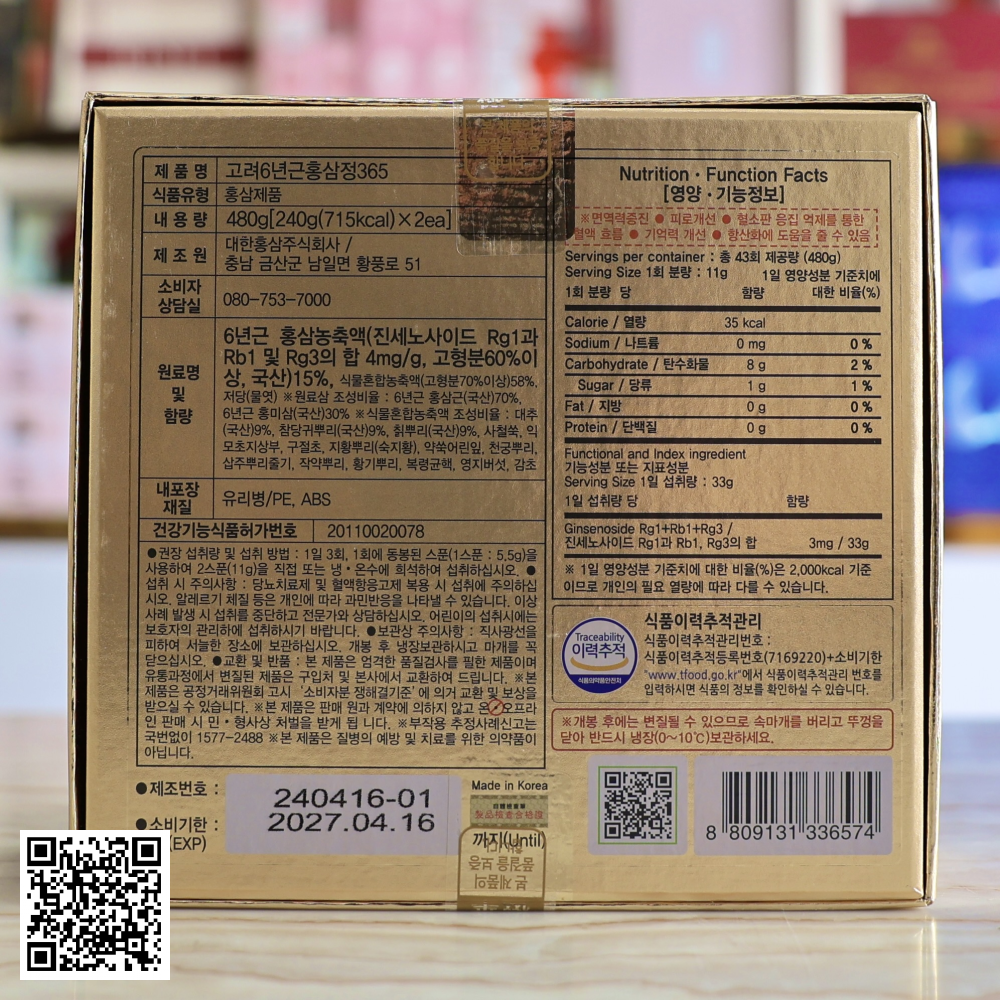 제 품 명 고려6년근홍삼정365
식품유형 홍삼제품
내 용 량 480g[240g(715kcal)×2ea]
제 조 원 대한홍삼주식회사 /
충남 금산군 남일면 황풍로 51
소비자
상담실 080-753-7000
원료명
및
함량
6년근 홍삼농축액(진세노사이드 Rg1과
Rb1 및 Rg3의 합 4mg/g, 고형분60%이
상, 국산)15%, 식물혼합농축액(고형분70%이상)58%,
저당(물엿) ※원료삼 조성비율 : 6년근 홍삼근(국산)70%,
6년근 홍미삼(국산)30% ※식물혼합농축액 조성비율 : 대추
(국산)9%, 참당귀뿌리(국산)9%, 칡뿌리(국산)9%, 사철쑥, 익
모초지상부, 구절초, 지황뿌리(숙지황), 약쑥어린잎, 천궁뿌리,
삽주뿌리줄기, 작약뿌리, 황기뿌리, 복령균핵, 영지버섯, 감초
내포장
재질 유리병/PE, ABS
건강기능식품허가번호 20110020078
●권장 섭취량 및 섭취 방법 : 1일 3회, 1회에 동봉된 스푼(1스푼 : 5.5g)을
사용하여 2스푼(11g)을 직접 또는 냉·온수에 희석하여 섭취하십시오. ●
섭취 시 주의사항 : 당뇨치료제 및 혈액항응고제 복용 시 섭취에 주의하십
시오. 알레르기 체질 등은 개인에 따라 과민반응을 나타낼 수 있습니다. 이상
사례 발생 시 섭취를 중단하고 전문가와 상담하십시오. 어린이의 섭취시에는
보호자의 관리하에 섭취하시기 바랍니다. ●보관상 주의사항 : 직사광선을
피하여 서늘한 장소에 보관하십시오. 개봉 후 냉장보관하시고 마개를 꼭
닫으십시오. ●교환 및 반품 : 본 제품은 엄격한 품질검사를 필한 제품이며
유통과정에서 변질된 제품은 구입처 및 본사에서 교환하여 드립니다. ※본
제품은 공정거래위원회 고시 '소비자분 쟁해결기준' 에 의거 교환 및 보상을
받으실 수 있습니다. ※본 제품은 판매 원과 계약에 의하지 않고 온 오프라
인 판매 시 민·형사상 처벌을 받게 됩 니다. ※부작용 추정사례신고는
국번없이 1577-2488 ※본 제품은 질병의 예방 및 치료를 위한 의약품이
아닙니다.
●제조번호 : 240416-01
●소비기한 : 2027.04.16
(EXP)
Made in Korea
까지(Until)
본 제품의
품질을 보증
Nutrition · Function Facts
[영양 · 기능정보]
※면역력증진 ● 피로개선 ● 혈소판 응집 억제를 통한
혈액 흐름 ● 기억력 개선 ● 항산화에 도움을 줄 수 있음
Servings per container : 총 43회 제공량 (480g)
Serving Size 1회 분량 : 11g 1일 영양성분 기준치에
1회 분량 당 함량 대한 비율(%)
Calorie / 열량 35 kcal
Sodium / 나트륨 0 mg 0 %
Carbohydrate / 탄수화물 8 g 2 %
Sugar / 당류 1 g 1 %
Fat / 지방 0 g 0 %
Protein / 단백질 0 g 0 %
Functional and Index ingredient
기능성분 또는 지표성분
Serving Size 1일 섭취량 : 33g
1일 섭취량 당 함량
Ginsenoside Rg1+Rb1+Rg3 /
진세노사이드 Rg1과 Rb1, Rg3의 합 3mg / 33g
※ 1일 영양성분 기준치에 대한 비율(%)은 2,000kcal 기준
이므로 개인의 필요 열량에 따라 다를 수 있습니다.
Traceability
이력추적
식품의약품안전처
식품이력추적관리
식품이력추적관리번호 :
식품이력추적등록번호(7169220)+소비기한
"www.tfood.go.kr"에서 식품이력추적관리 번호를
입력하시면 식품의 정보를 확인하실 수 있습니다.
※개봉 후에는 변질될 수 있으므로 속마개를 버리고 뚜껑을
닫아 반드시 냉장(0~10℃)보관하세요.
8 809131 336574